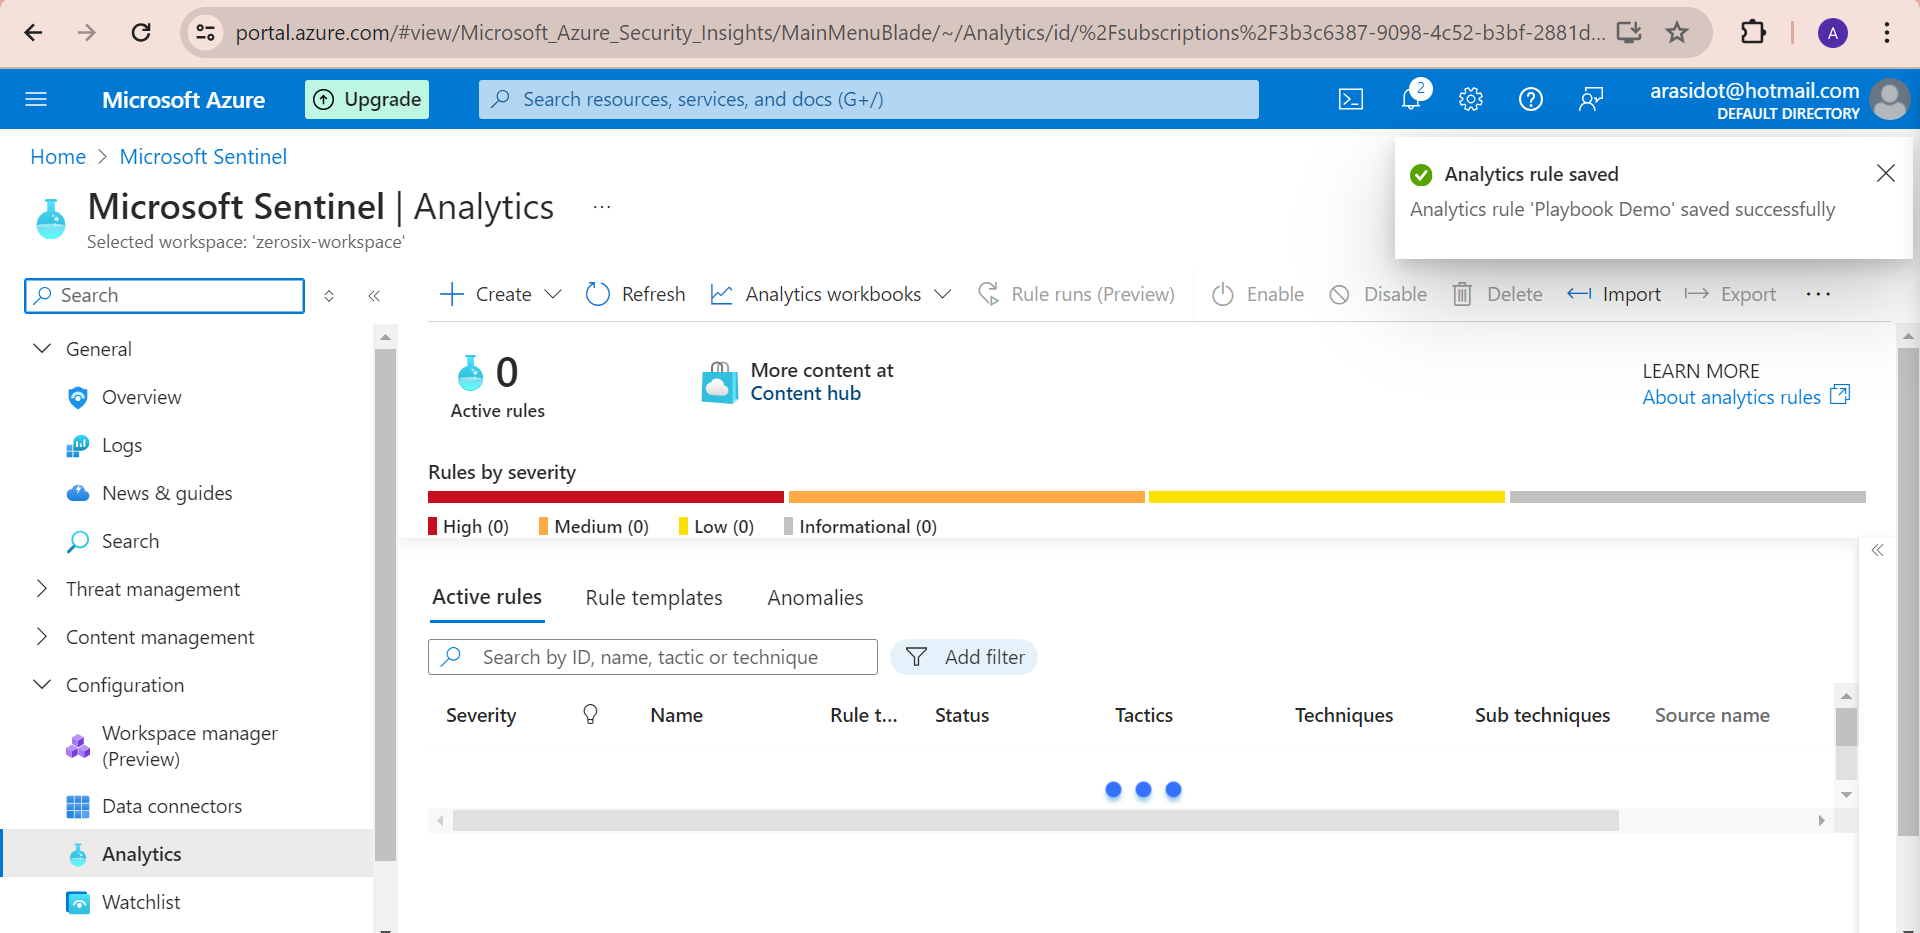 portal.azure.com/#view/Microsoft_Azure_Security_Insights/MainMenuBlade/~/Analytics/id/%2Fsubscriptions%2F3b3c6387-9098-4c52-b3bf-2881d...
A
Microsoft Azure
Upgrade
Search resources, services, and docs (G+/)
2
arasidot@hotmail.com
DEFAULT DIRECTORY
Home > Microsoft Sentinel
Microsoft Sentinel | Analytics ...
Selected workspace: 'zerosix-workspace'
Analytics rule saved
Analytics rule 'Playbook Demo' saved successfully
Search
Create
Refresh
Analytics workbooks
Rule runs (Preview)
Enable
Disable
Delete
Import
Export
...
General
Overview
Logs
News & guides
Search
Threat management
Content management
Configuration
Workspace manager
(Preview)
Data connectors
Analytics
Watchlist
0
Active rules
More content at
Content hub
LEARN MORE
About analytics rules
Rules by severity
High (0)
Medium (0)
Low (0)
Informational (0)
Active rules
Rule templates
Anomalies
Search by ID, name, tactic or technique
Add filter
Severity
Name
Rule t...
Status
Tactics
Techniques
Sub techniques
Source name